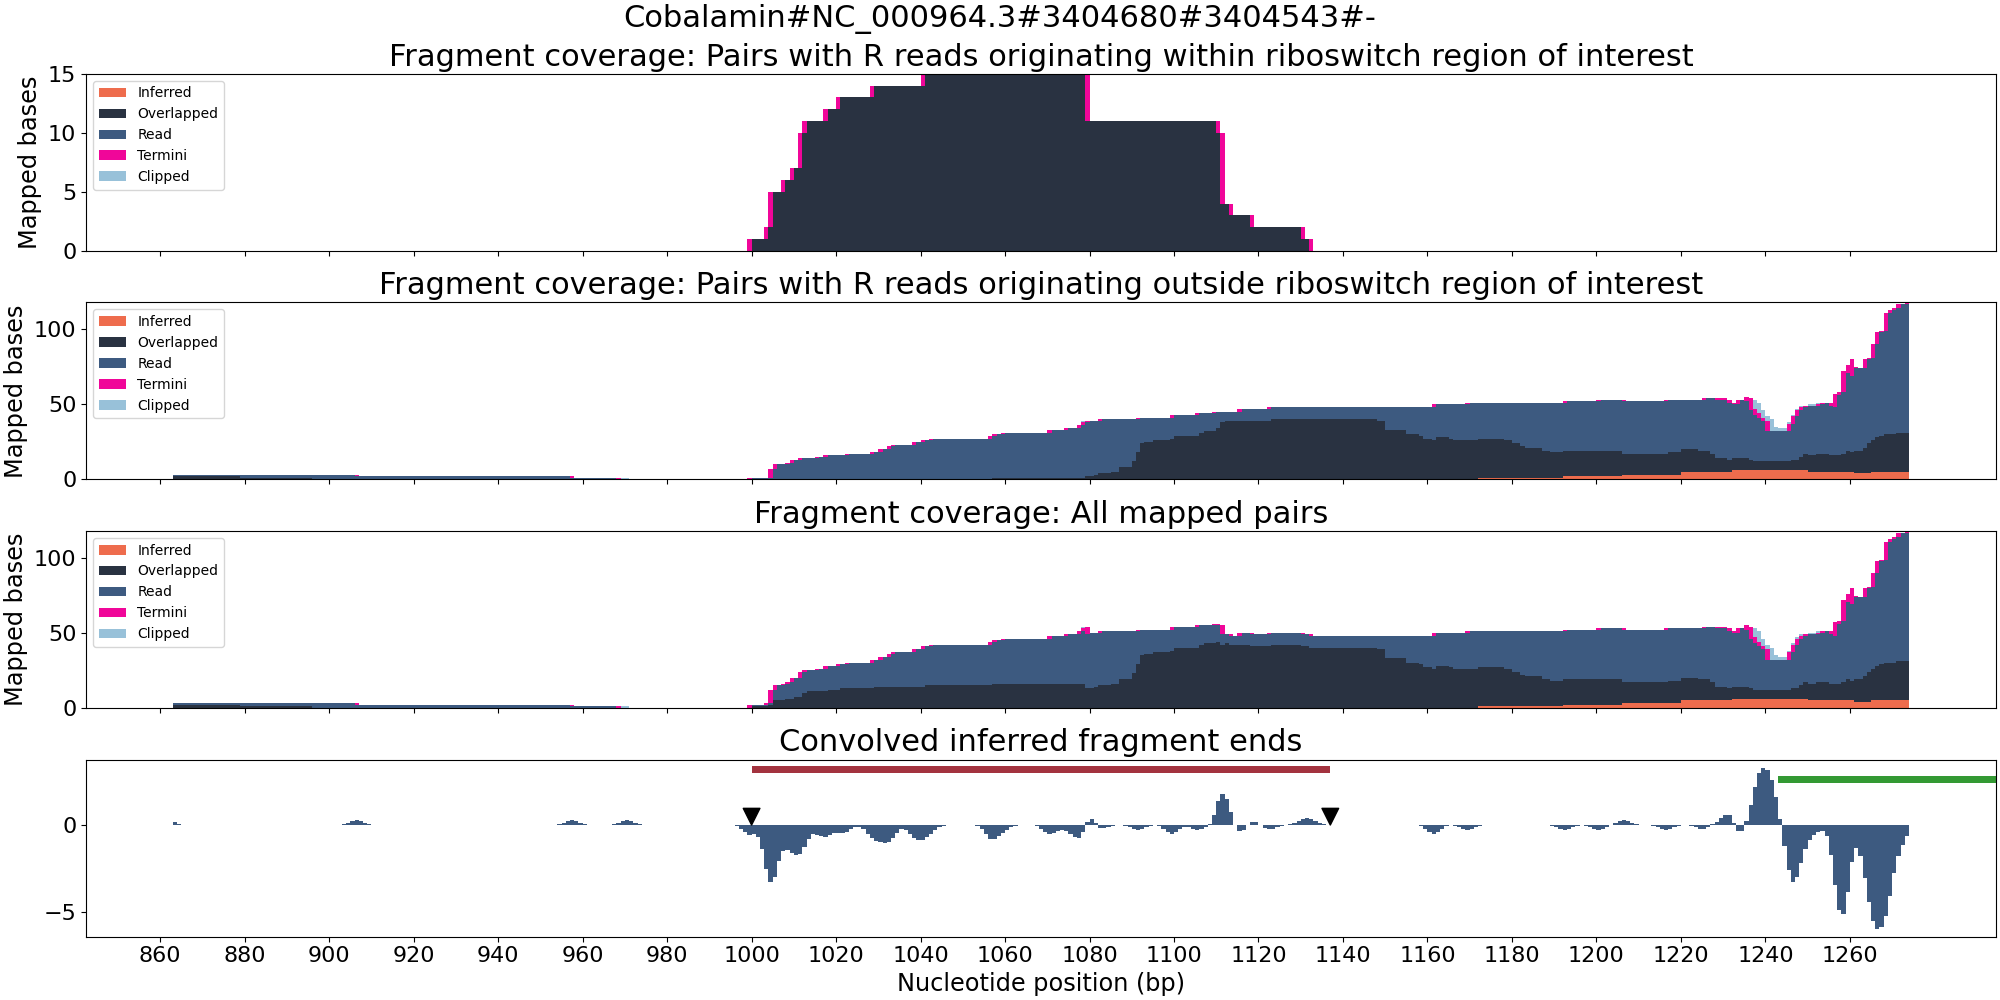 Cobalamin#NC_000964.3#3404680#3404543#-
Fragment coverage: Pairs with R reads originating within riboswitch region of interest
Mapped bases
15
10
5
0
Inferred
Overlapped
Read
Termini
Clipped
Fragment coverage: Pairs with R reads originating outside riboswitch region of interest
Mapped bases
100
50
0
Inferred
Overlapped
Read
Termini
Clipped
Fragment coverage: All mapped pairs
Mapped bases
100
50
0
Inferred
Overlapped
Read
Termini
Clipped
Convolved inferred fragment ends
0
−5
860 880 900 920 940 960 980 1000 1020 1040 1060 1080 1100 1120 1140 1160 1180 1200 1220 1240 1260
Nucleotide position (bp)